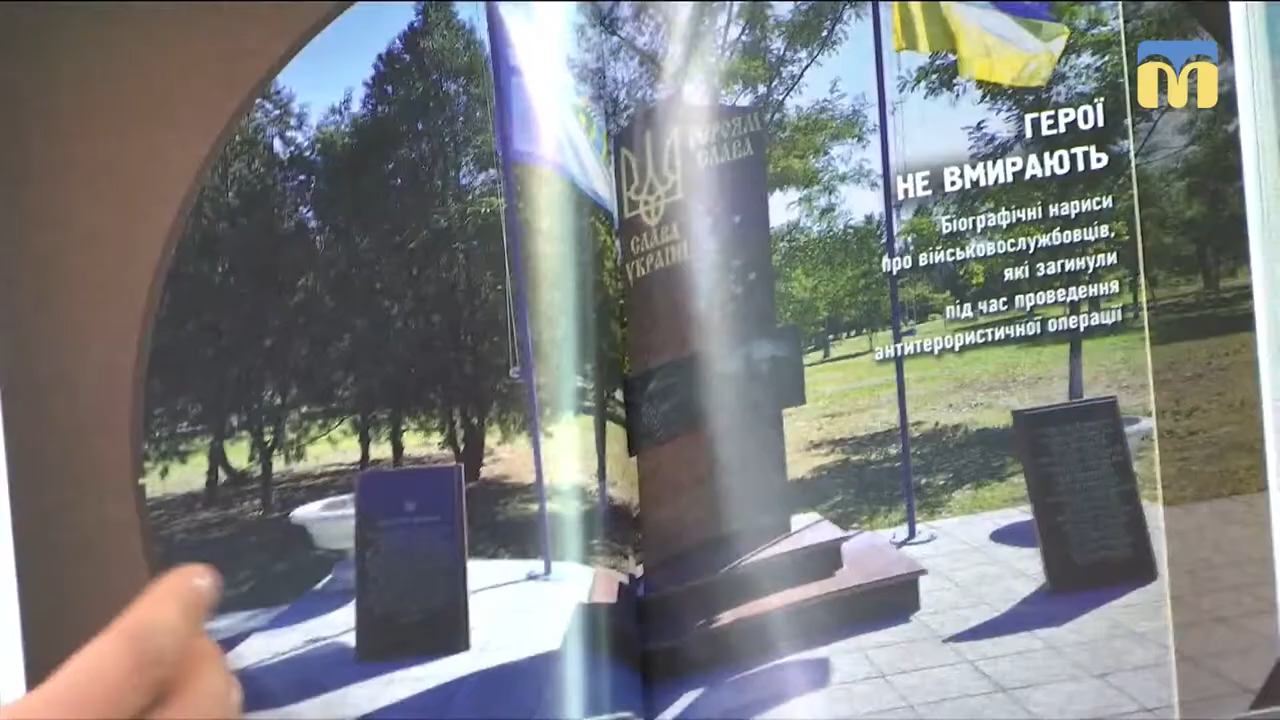 ГЕРОЯМ
СЛАВА
СЛАВА
УКРАЇНІ
ГЕРОЇ
НЕ ВМИРАЮТЬ
Біографічні нариси
про військовослужбовців,
які загинули
під час проведення
антитерористичної операції